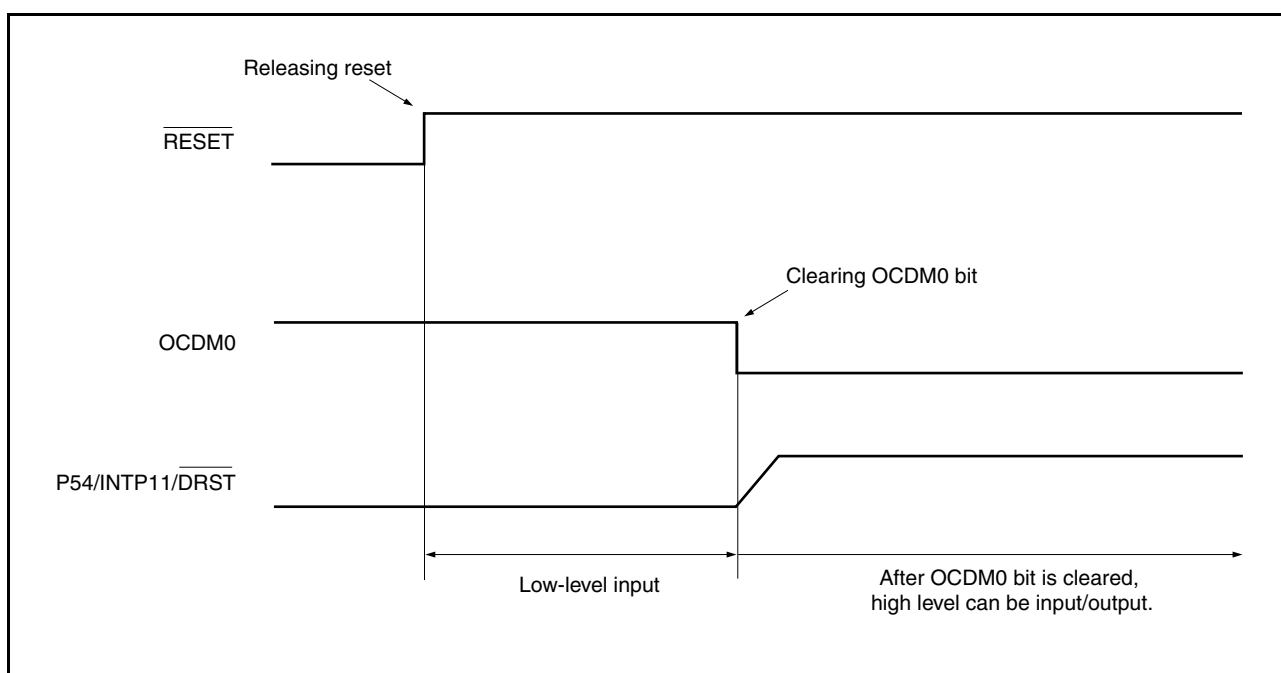 Releasing reset
RESET
Clearing OCDM0 bit
OCDM0
P54/INTP11/DRST
Low-level input
After OCDM0 bit is cleared,
high level can be input/output.